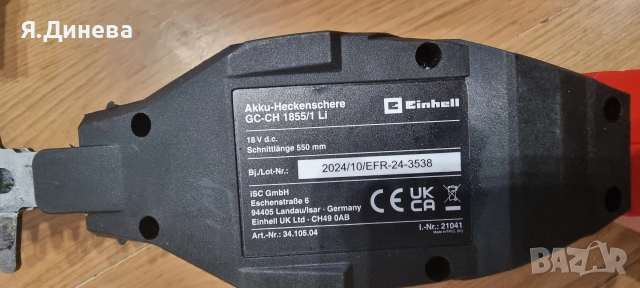 Я.Динева
Akku-Heckenschere
GC-CH 1855/1 Li
Einhell
18 V d.c.
Schnittlänge 550 mm
Bj./Lot-Nr.: 2024/10/EFR-24-3538
iSC GmbH
Eschenstraße 6
94405 Landau/Isar · Germany
Einhell UK Ltd · CH49 0AB
Art.-Nr.: 34.105.04
CE UK CA
I.-Nr.: 21041
bazar